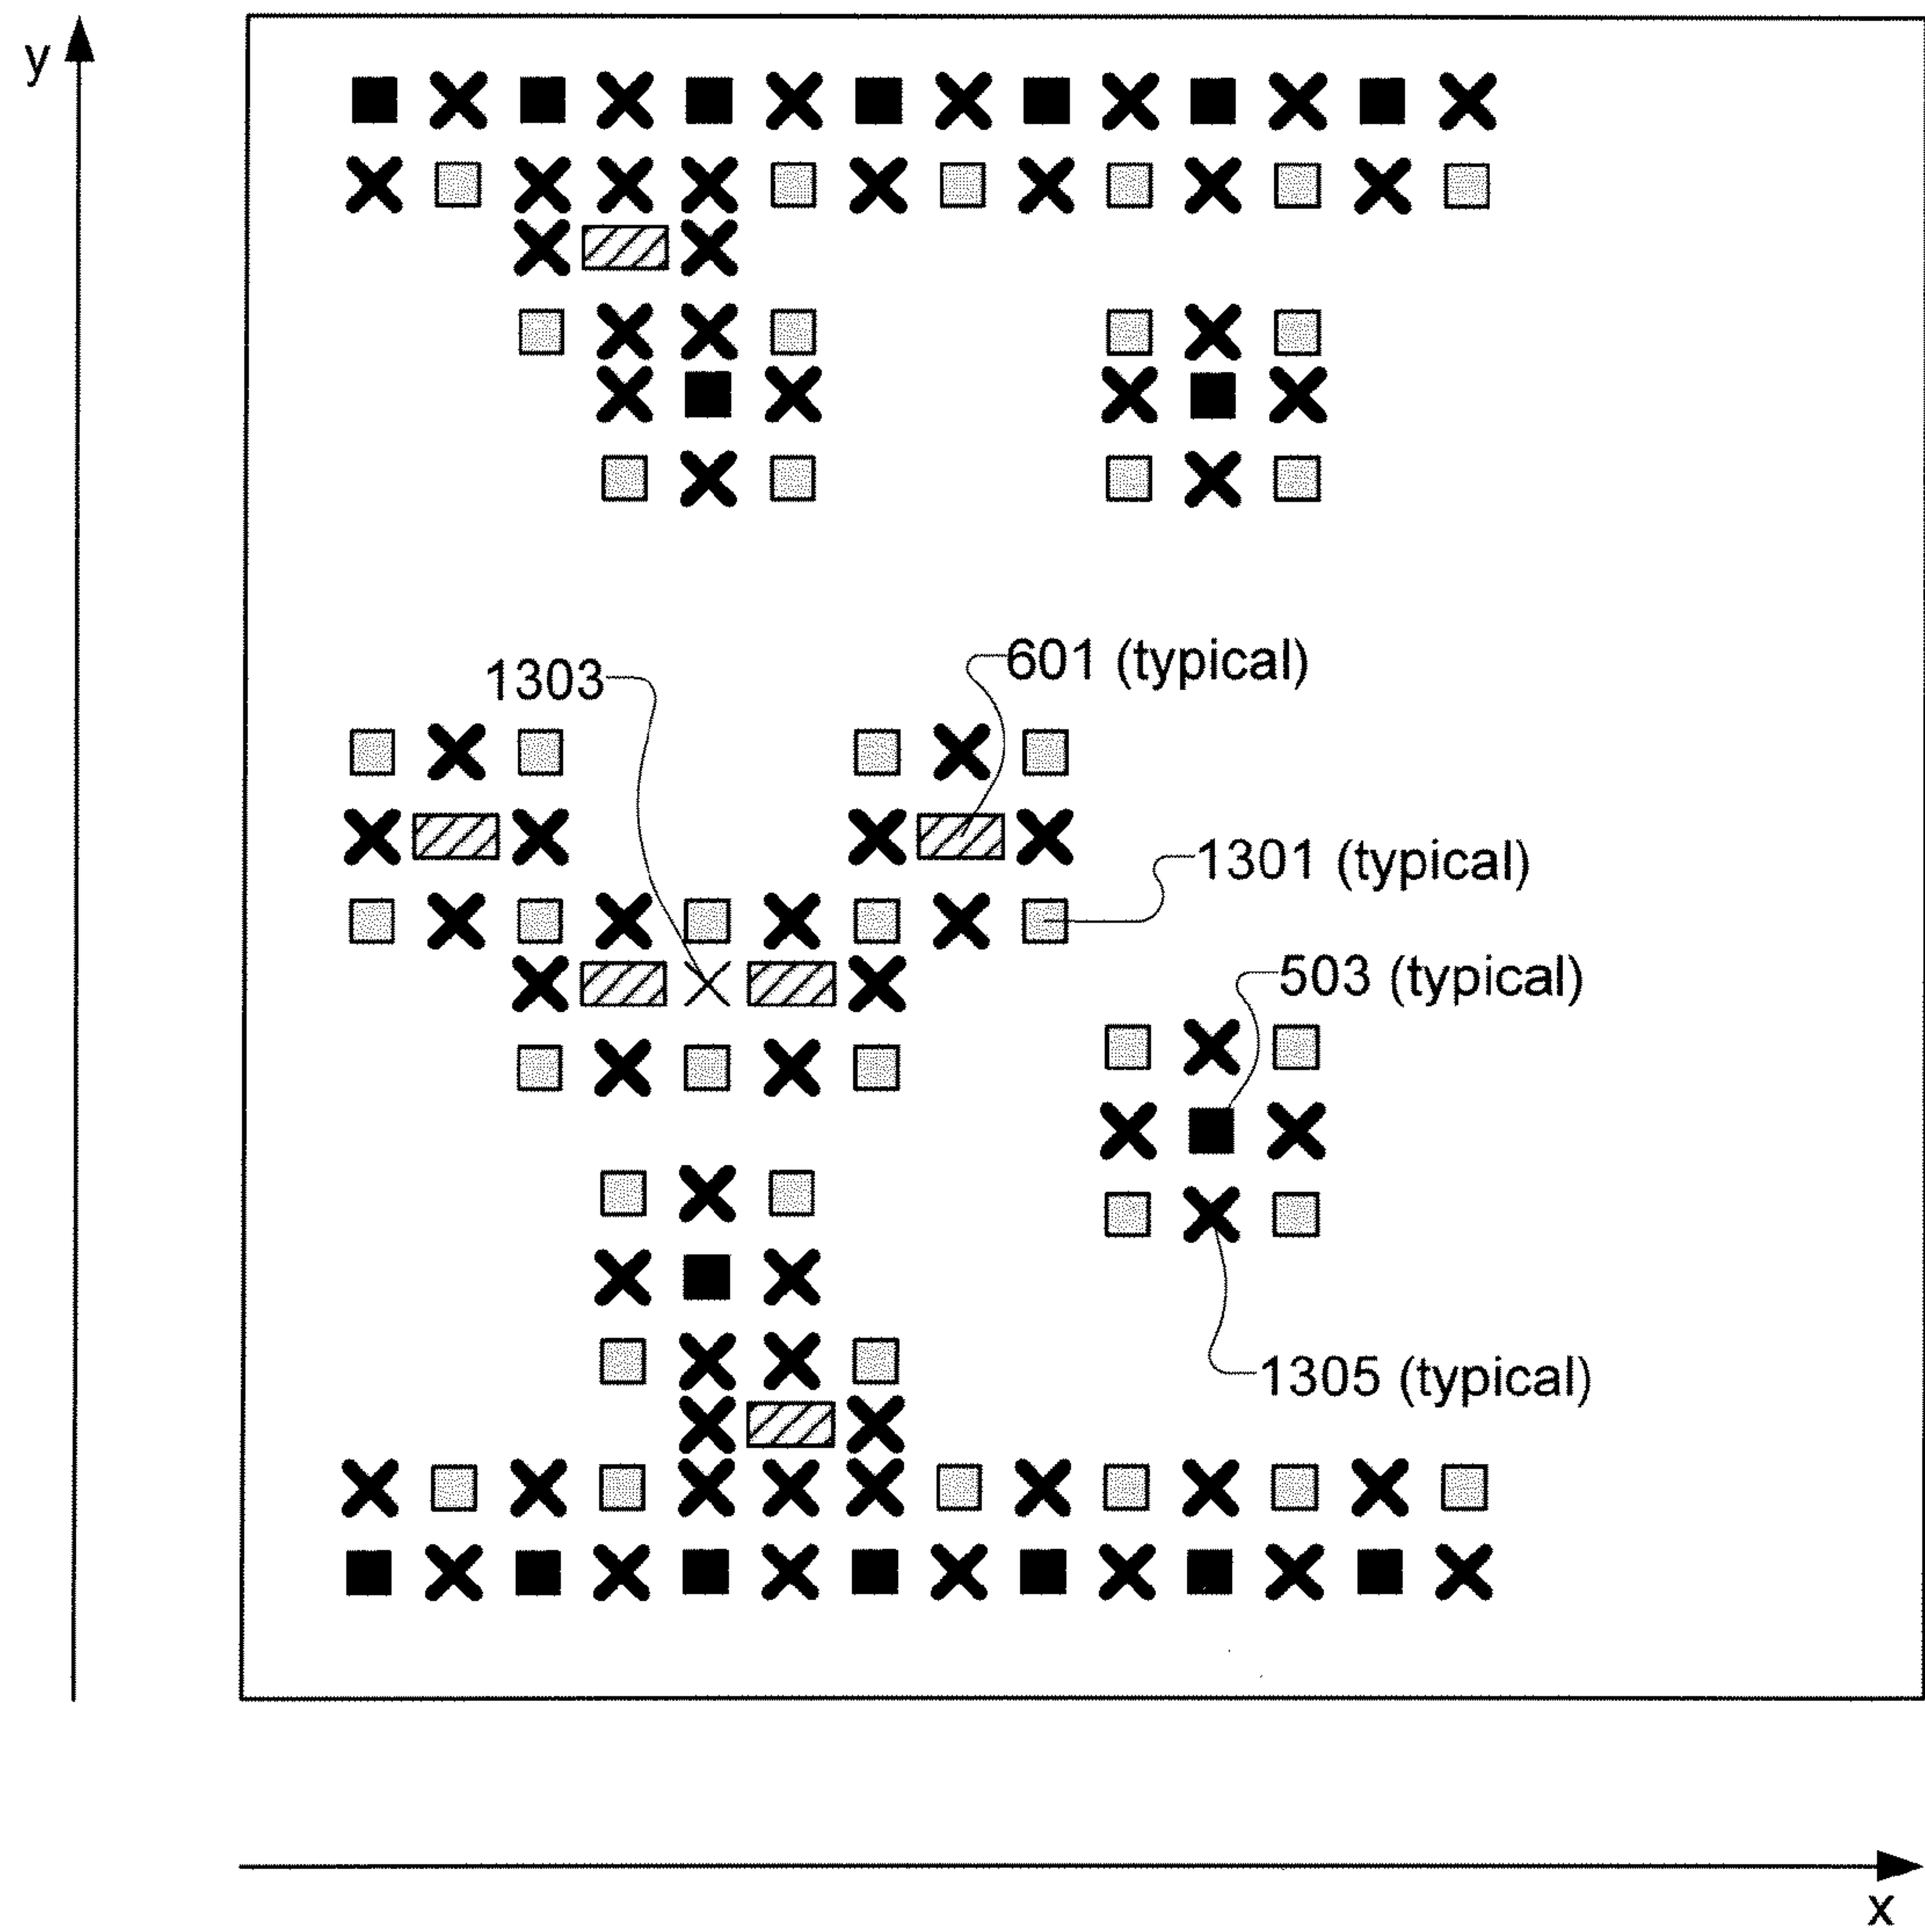 y
601 (typical)
1303
1301 (typical)
503 (typical)
1305 (typical)
x